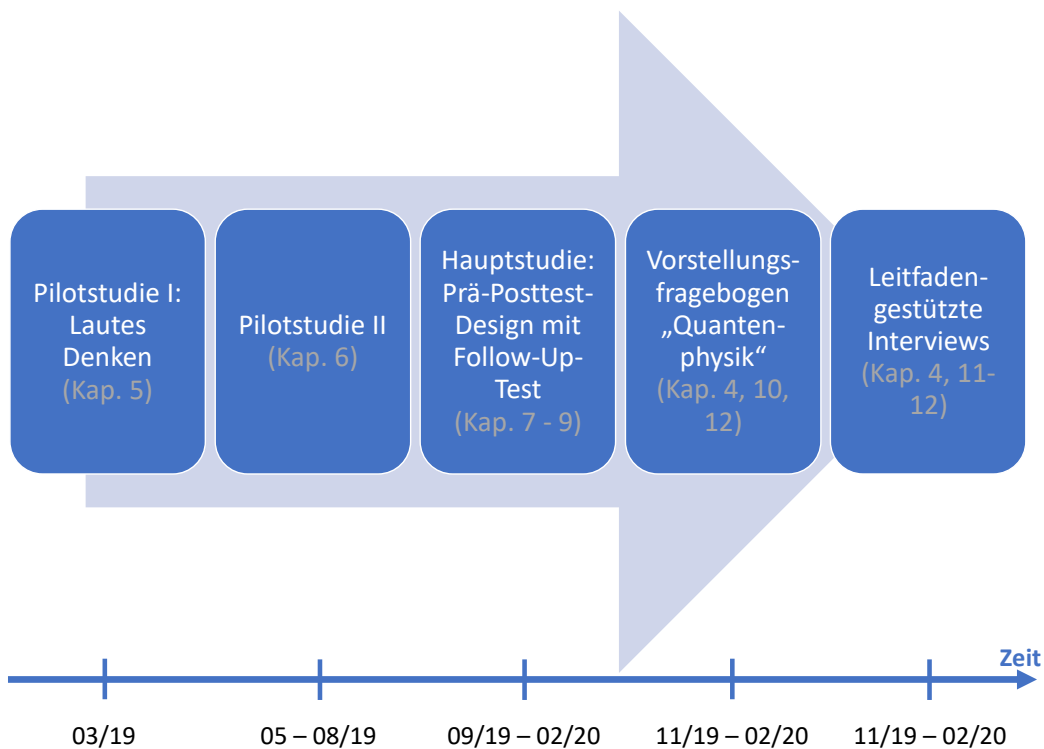 Pilotstudie I:
Lautes
Denken
(Kap. 5)
Pilotstudie II
(Kap. 6)
Hauptstudie:
Prä-Posttest-
Design mit
Follow-Up-
Test
(Kap. 7 - 9)
Vorstellungs-
fragebogen
„Quanten-
physik“
(Kap. 4, 10,
12)
Leitfaden-
gestützte
Interviews
(Kap. 4, 11-
12)
Zeit
03/19
05 – 08/19
09/19 – 02/20
11/19 – 02/20
11/19 – 02/20